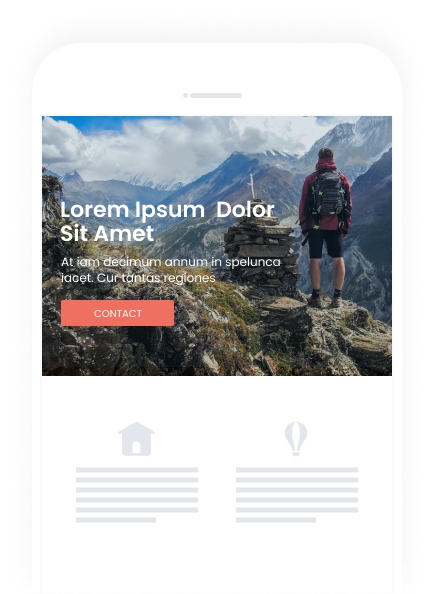 Lorem Ipsum  Dolor
Sit Amet
At iam decimum annum in spelunca
iacet. Cur tantas regiones
CONTACT